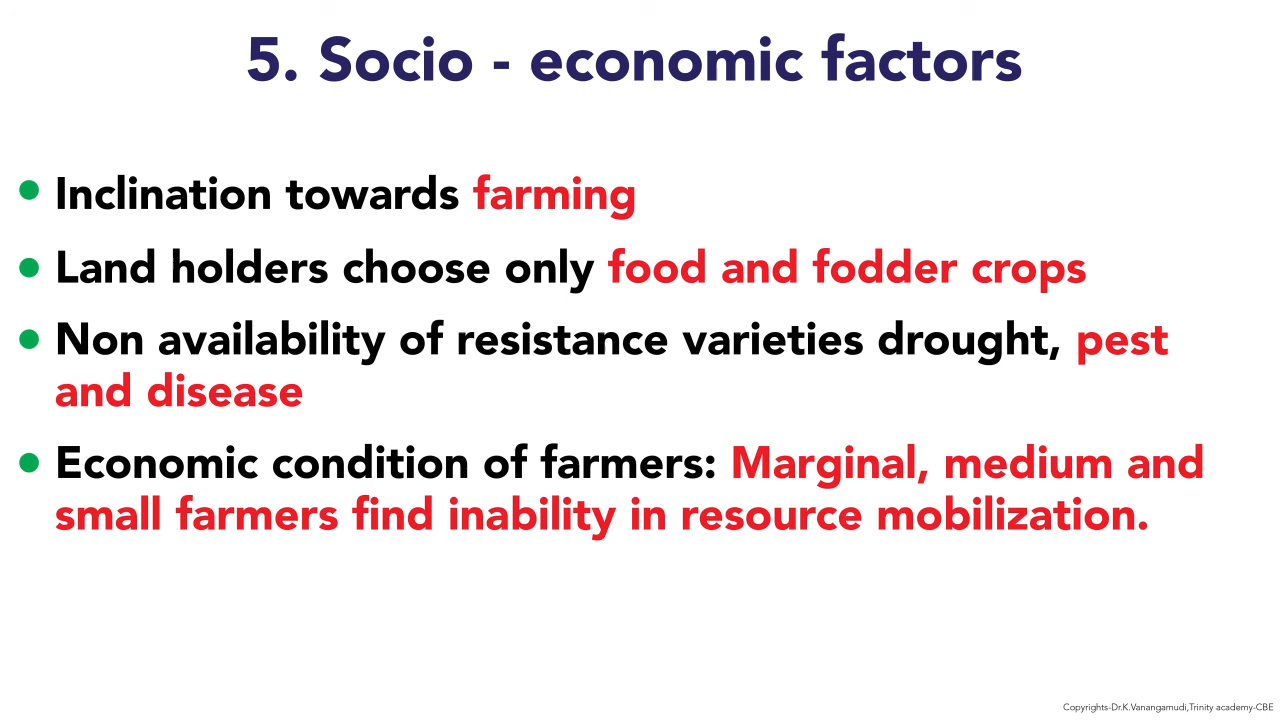 5. Socio - economic factors
• Inclination towards farming
• Land holders choose only food and fodder crops
• Non availability of resistance varieties drought, pest
and disease
• Economic condition of farmers: Marginal, medium and
small farmers find inability in resource mobilization.
Copyrights-Dr.K.Vanangamudi,Trinity academy-CBE